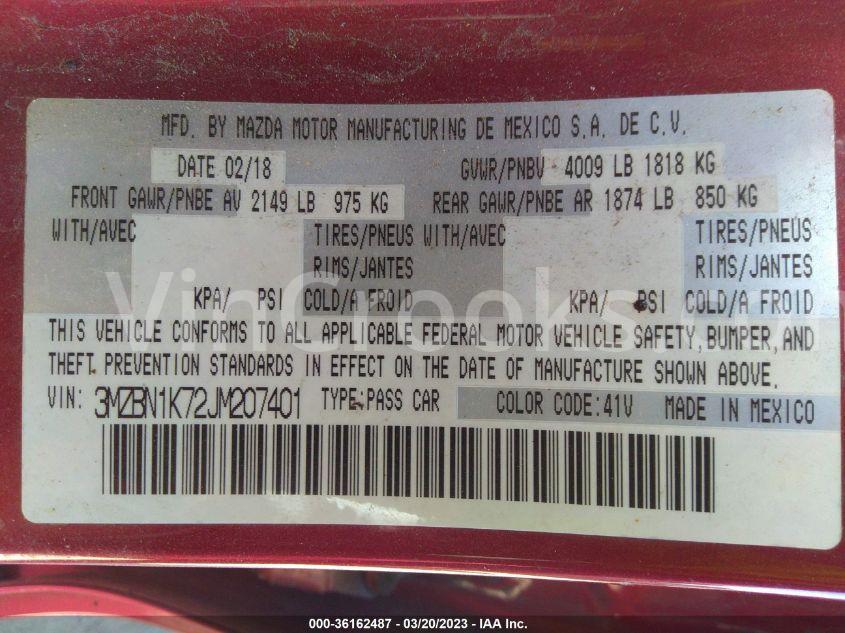 MFD. BY MAZDA MOTOR MANUFACTURING DE MEXICO S.A. DE C.V.
DATE 02/18 GVWR/PNBV 4009 LB 1818 KG
FRONT GAWR/PNBE AV 2149 LB 975 KG REAR GAWR/PNBE AR 1874 LB 850 KG
WITH/AVEC TIRES/PNEUS WITH/AVEC TIRES/PNEUS
RIMS/JANTES RIMS/JANTES
KPA/ PSI COLD/A FROID KPA/ PSI COLD/A FROID
THIS VEHICLE CONFORMS TO ALL APPLICABLE FEDERAL MOTOR VEHICLE SAFETY, BUMPER, AND
THEFT PREVENTION STANDARDS IN EFFECT ON THE DATE OF MANUFACTURE SHOWN ABOVE.
VIN: 3MZBN1K72JM207401 TYPE: PASS CAR COLOR CODE: 41V MADE IN MEXICO
000-36162487 - 03/20/2023 - IAA Inc.